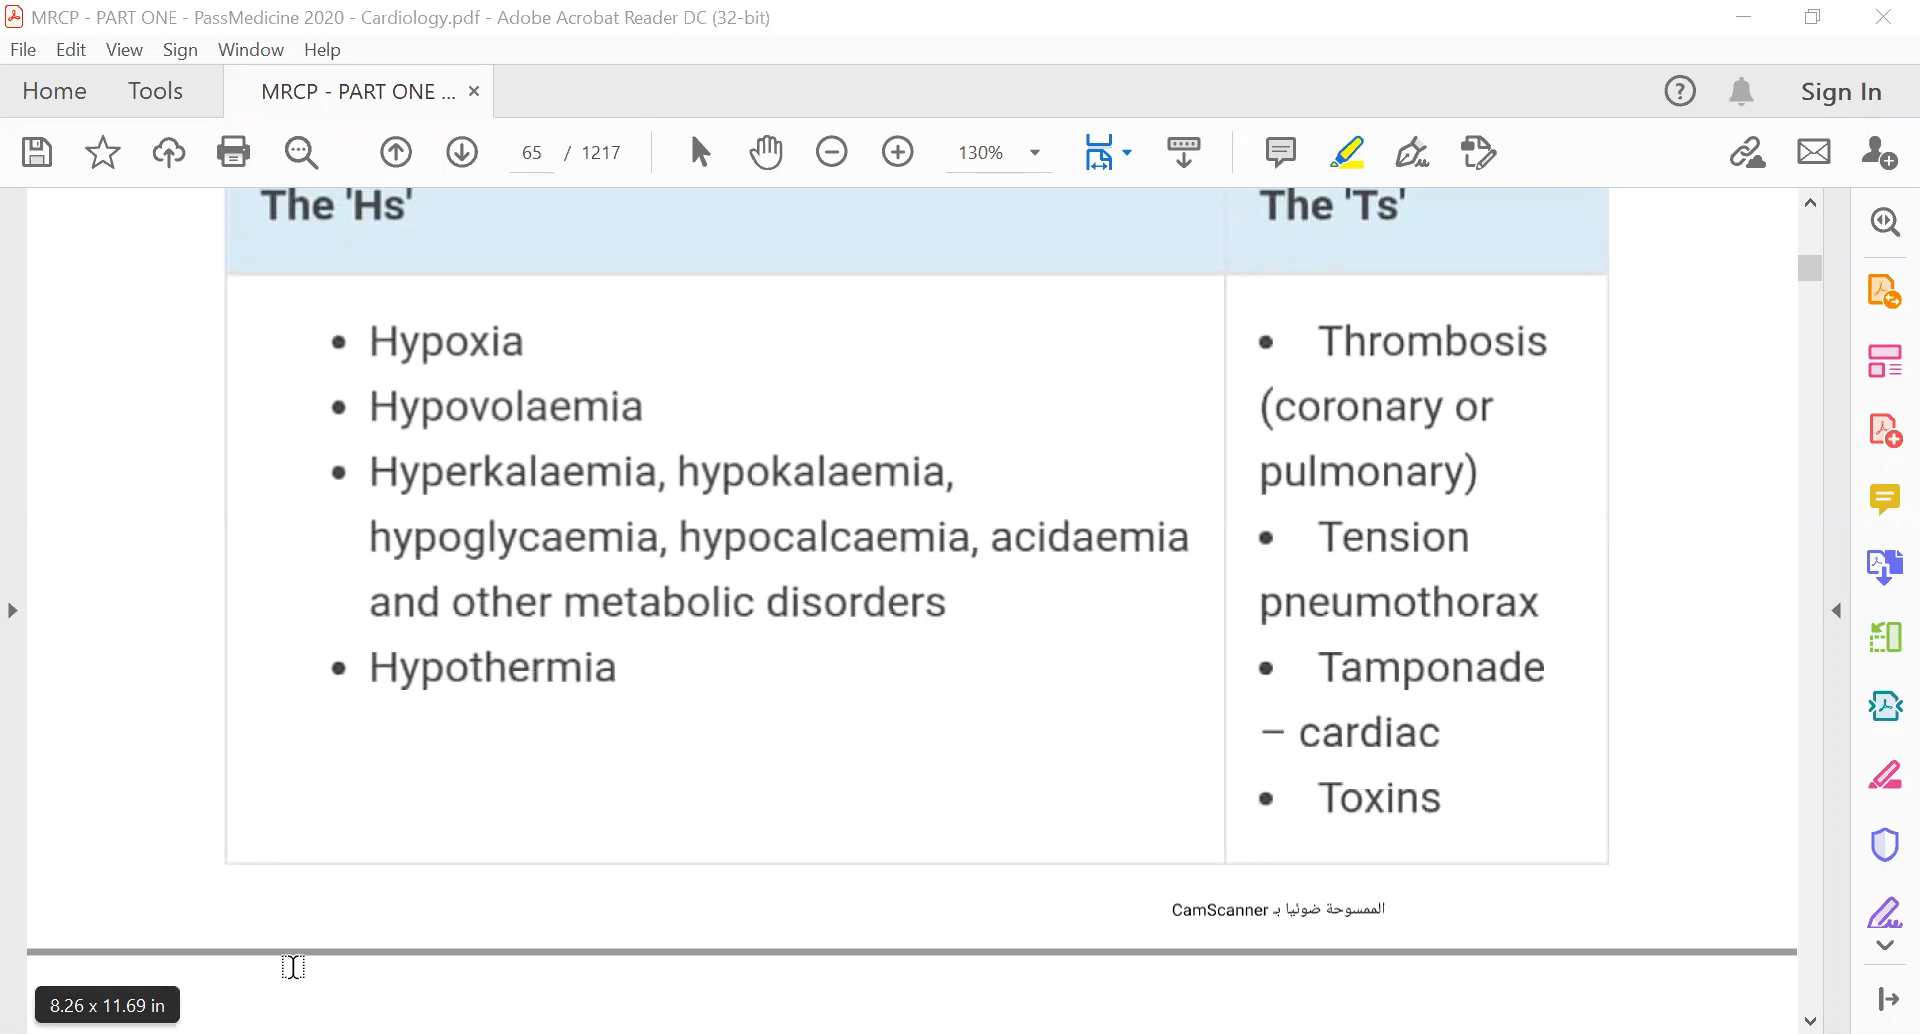 MRCP - PART ONE - PassMedicine 2020 - Cardiology.pdf - Adobe Acrobat Reader DC (32-bit)
File Edit View Sign Window Help
Home Tools MRCP - PART ONE ... × Sign In
65 / 1217 130%
The 'Hs' The 'Ts'
• Hypoxia
• Hypovolaemia
• Hyperkalaemia, hypokalaemia,
hypoglycaemia, hypocalcaemia, acidaemia
and other metabolic disorders
• Hypothermia
• Thrombosis
(coronary or
pulmonary)
• Tension
pneumothorax
• Tamponade
– cardiac
• Toxins
الممسوحة ضوئيا بـ CamScanner
8.26 x 11.69 in